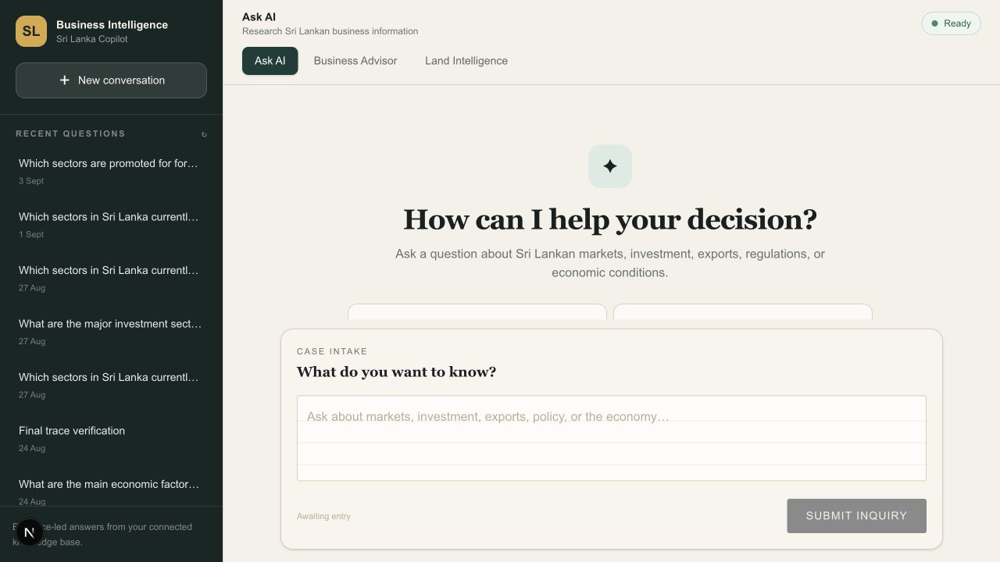 SL
Business Intelligence
Sri Lanka Copilot
+ New conversation
RECENT QUESTIONS
Which sectors are promoted for for…
3 Sept
Which sectors in Sri Lanka currentl…
1 Sept
Which sectors in Sri Lanka currentl…
27 Aug
What are the major investment sect…
27 Aug
Which sectors in Sri Lanka currentl…
27 Aug
Final trace verification
24 Aug
What are the main economic factor…
24 Aug
answers from your connected
base.
N
Ask AI
Research Sri Lankan business information
Ready
Ask AI Business Advisor Land Intelligence
How can I help your decision?
Ask a question about Sri Lankan markets, investment, exports, regulations, or
economic conditions.
CASE INTAKE
What do you want to know?
Ask about markets, investment, exports, policy, or the economy…
Awaiting entry
SUBMIT INQUIRY